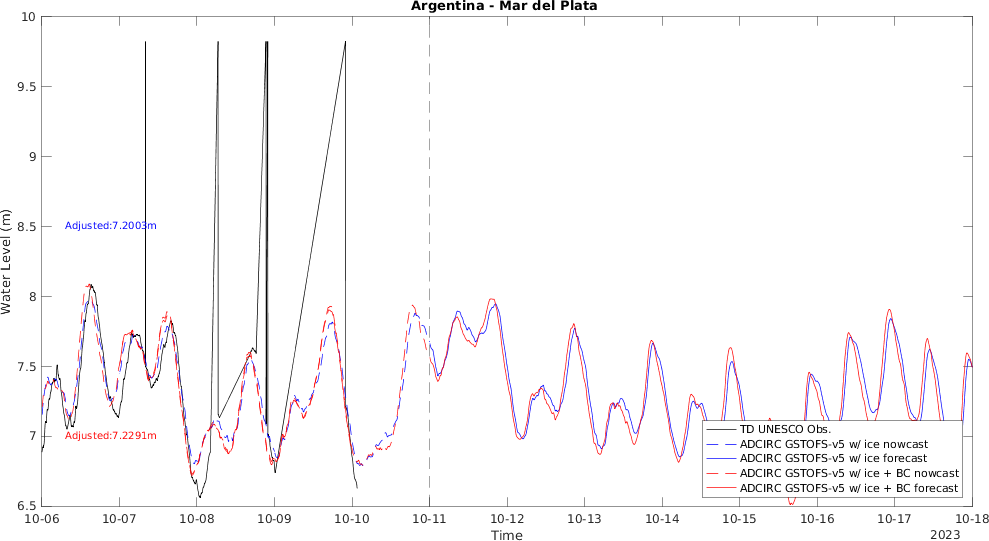 Argentina - Mar del Plata
10
9.5
9
8.5
8
7.5
7
6.5
Water Level (m)
Adjusted:7.2003m
Adjusted:7.2291m
TD UNESCO Obs.
ADCIRC GSTOFS-v5 w/ ice nowcast
ADCIRC GSTOFS-v5 w/ ice forecast
ADCIRC GSTOFS-v5 w/ ice + BC nowcast
ADCIRC GSTOFS-v5 w/ ice + BC forecast
10-06 10-07 10-08 10-09 10-10 10-11 10-12 10-13 10-14 10-15 10-16 10-17 10-18
Time
2023